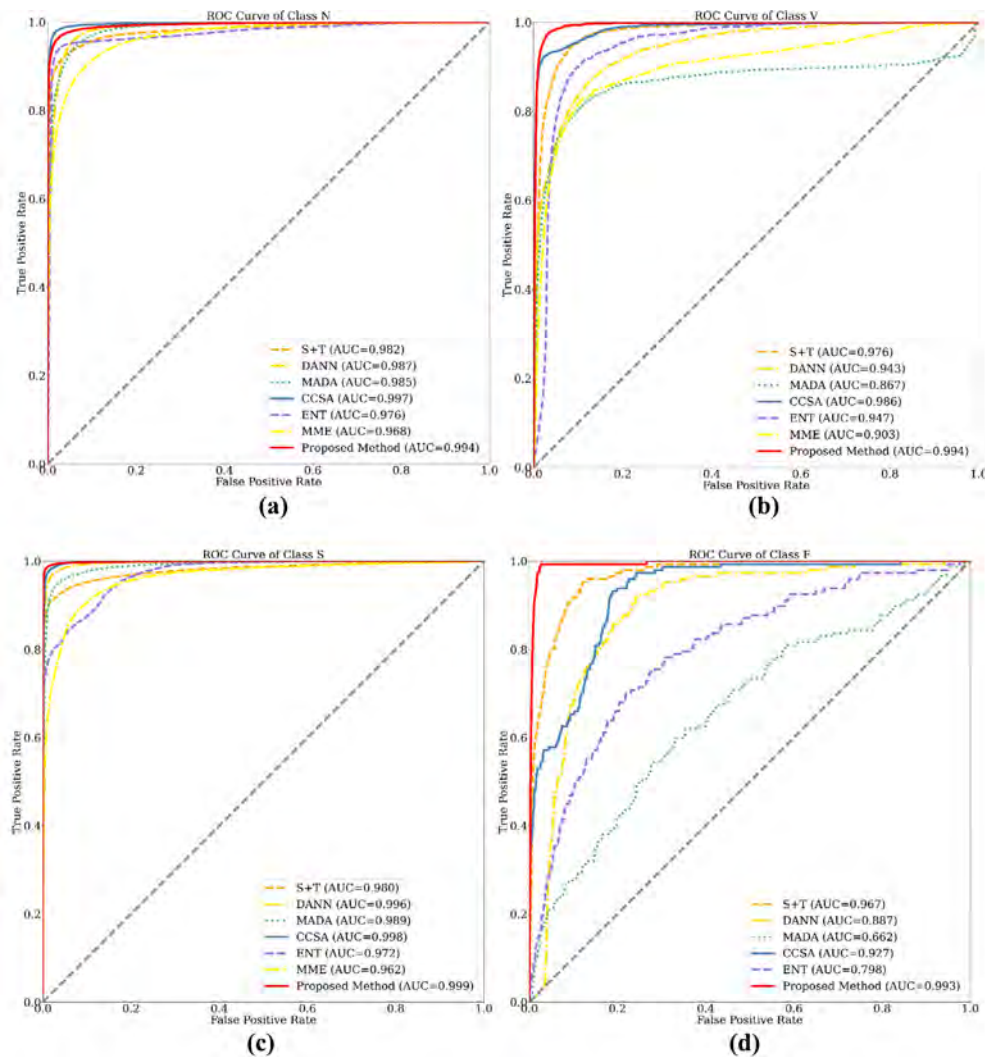 ROC Curve of Class N
1.0
0.8
0.6
0.4
0.2
0.0
True Positive Rate
S+T (AUC=0.982)
DANN (AUC=0.987)
MADA (AUC=0.985)
CCSA (AUC=0.997)
ENT (AUC=0.976)
MME (AUC=0.968)
Proposed Method (AUC=0.994)
0.2 0.4 0.6 0.8 1.0
False Positive Rate
(a)
ROC Curve of Class V
1.0
0.8
0.6
0.4
0.2
0.0
True Positive Rate
S+T (AUC=0.976)
DANN (AUC=0.943)
MADA (AUC=0.867)
CCSA (AUC=0.986)
ENT (AUC=0.947)
MME (AUC=0.903)
Proposed Method (AUC=0.994)
0.0 0.2 0.4 0.6 0.8 1.0
False Positive Rate
(b)
ROC Curve of Class S
1.0
0.8
0.6
0.4
0.2
0.0
True Positive Rate
S+T (AUC=0.980)
DANN (AUC=0.996)
MADA (AUC=0.989)
CCSA (AUC=0.998)
ENT (AUC=0.972)
MME (AUC=0.962)
Proposed Method (AUC=0.999)
0.0 0.2 0.4 0.6 0.8 1.0
False Positive Rate
(c)
ROC Curve of Class F
1.0
0.8
0.6
0.4
0.2
0.0
True Positive Rate
S+T (AUC=0.967)
DANN (AUC=0.887)
MADA (AUC=0.662)
CCSA (AUC=0.927)
ENT (AUC=0.798)
Proposed Method (AUC=0.993)
0.0 0.2 0.4 0.6 0.8 1.0
False Positive Rate
(d)